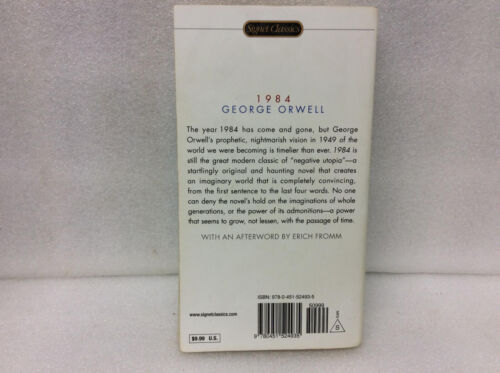 Signet Classics
1984
GEORGE ORWELL
The year 1984 has come and gone, but George
Orwell's prophetic, nightmarish vision in 1949 of
the world we were becoming is timelier than ever. 1984 is
still the great modern classic of "negative utopia"—a
startlingly original and haunting novel that creates
an imaginary world that is completely convincing,
from the first sentence to the last four words. No one
can deny the novel's hold on the imaginations of whole
generations, or the power of its admonitions—a power
that seems to grow, not lessen, with the passage of time.
WITH AN AFTERWORD BY ERICH FROMM
ISBN: 978-0-451-52493-5
50999
www.signetclassics.com
9 780451 524935
S
$9.99 U.S.